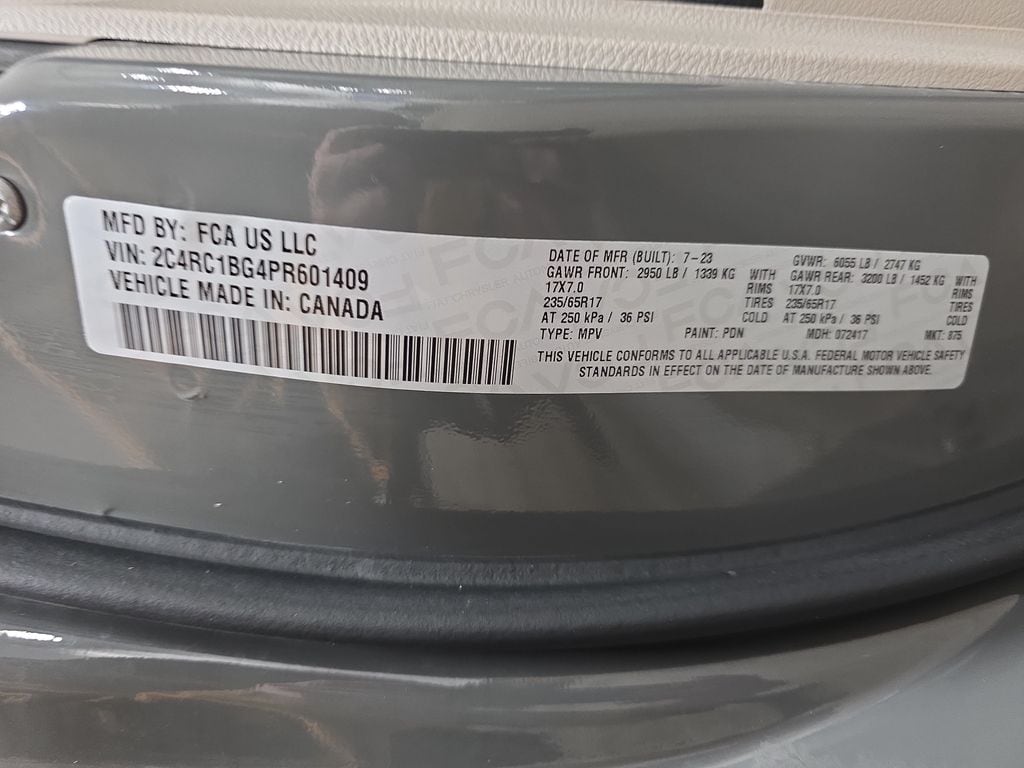 MFD BY: FCA US LLC
VIN: 2C4RC1BG4PR601409
VEHICLE MADE IN: CANADA
DATE OF MFR (BUILT): 7-23 GVWR: 6055 LB / 2747 KG
GAWR FRONT: 2950 LB / 1339 KG WITH GAWR REAR: 3200 LB / 1452 KG WITH
17X7.0 RIMS 17X7.0 RIMS
235/65R17 TIRES 235/65R17 TIRES
AT 250 kPa / 36 PSI COLD AT 250 kPa / 36 PSI COLD
TYPE: MPV PAINT: PDN MDH: 072417 MKT: 875
THIS VEHICLE CONFORMS TO ALL APPLICABLE U.S.A. FEDERAL MOTOR VEHICLE SAFETY
STANDARDS IN EFFECT ON THE DATE OF MANUFACTURE SHOWN ABOVE.